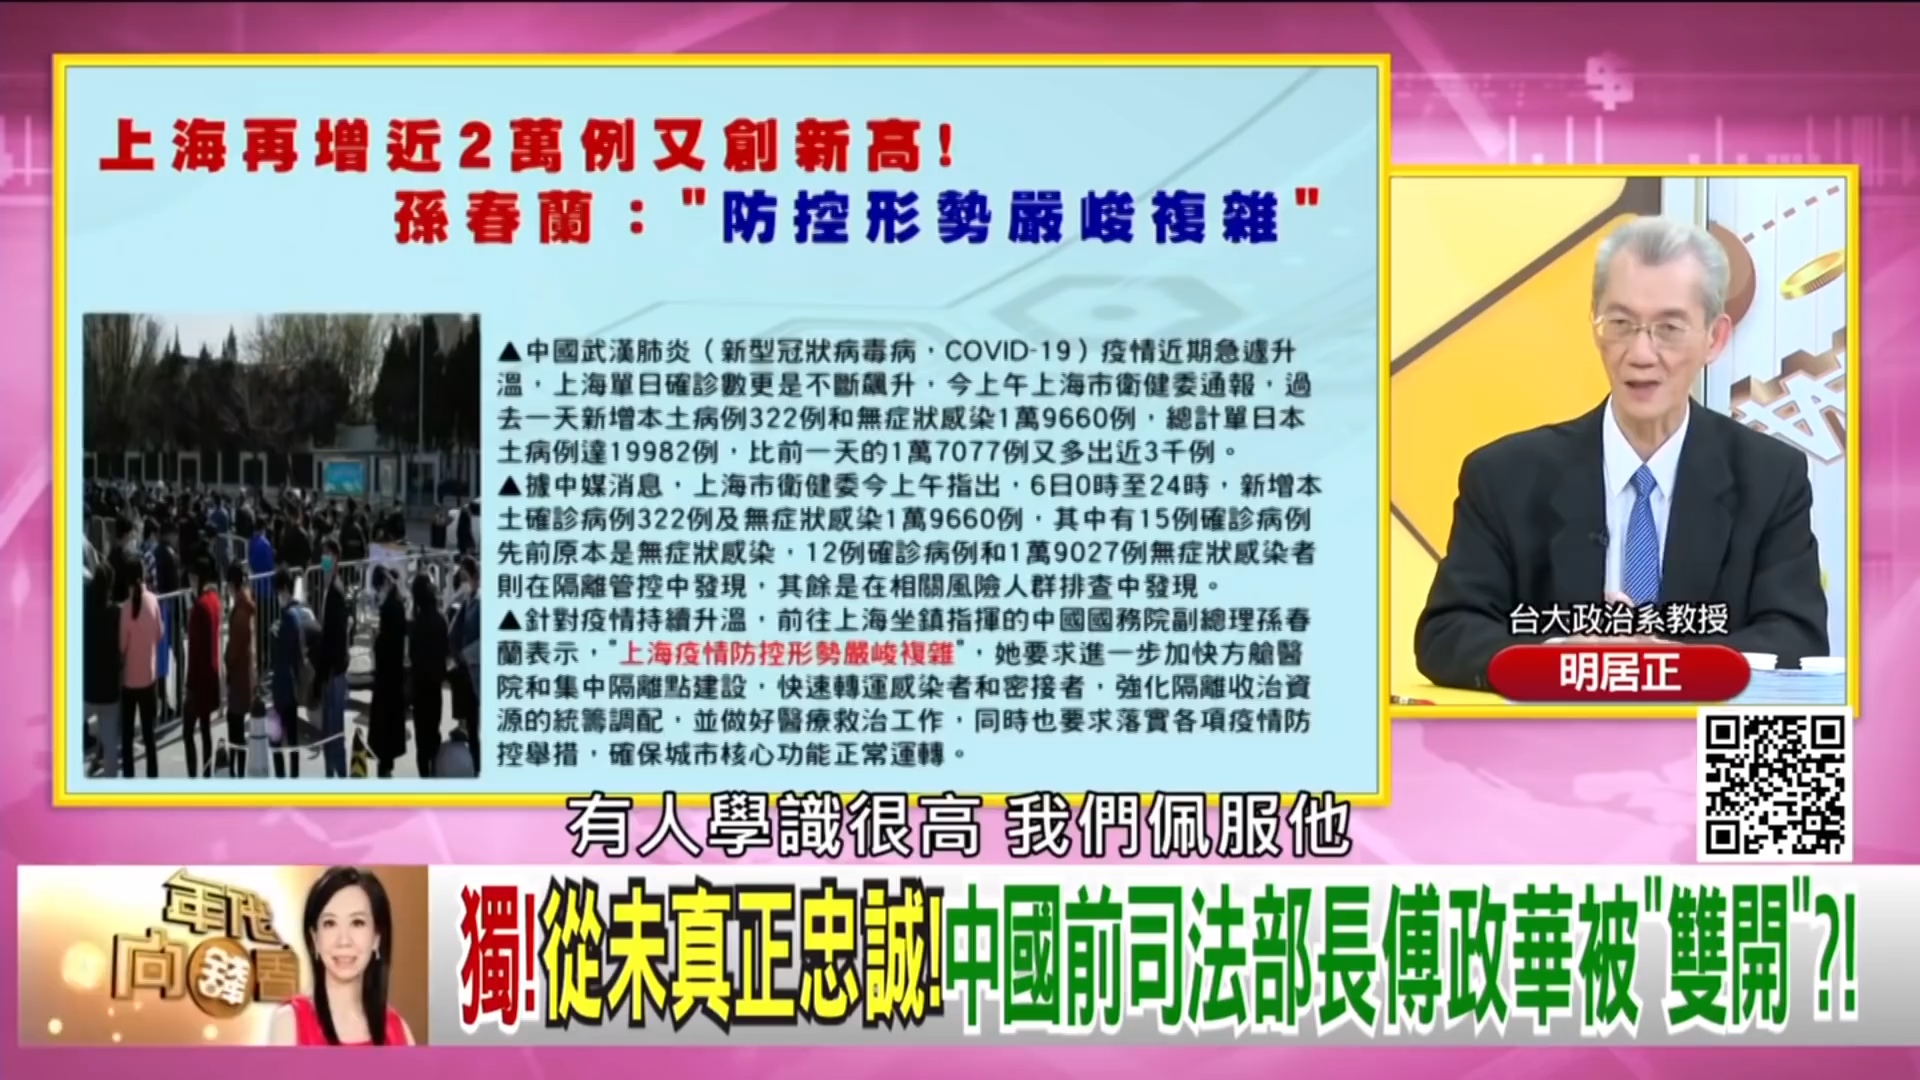 上海再增近2萬例又創新高!
孫春蘭："防控形勢嚴峻複雜"
▲中國武漢肺炎（新型冠狀病毒病，COVID-19）疫情近期急遽升
溫，上海單日確診數更是不斷飆升，今上午上海市衛健委通報，過
去一天新增本土病例322例和無症狀感染1萬9660例，總計單日本
土病例達19982例，比前一天的1萬7077例又多出近3千例。
▲據中媒消息，上海市衛健委今上午指出，6日0時至24時，新增本
土確診病例322例及無症狀感染1萬9660例，其中有15例確診病例
先前原本是無症狀感染，12例確診病例和1萬9027例無症狀感染者
則在隔離管控中發現，其餘是在相關風險人群排查中發現。
▲針對疫情持續升溫，前往上海坐鎮指揮的中國國務院副總理孫春
蘭表示，"上海疫情防控形勢嚴峻複雜"，她要求進一步加快方艙醫
院和集中隔離點建設，快速轉運感染者和密接者，強化隔離收治資
源的統籌調配，並做好醫療救治工作，同時也要求落實各項疫情防
控舉措，確保城市核心功能正常運轉。
台大政治系教授
明居正
有人學識很高 我們佩服他
年代
向錢看
獨!從未真正忠誠!中國前司法部長傅政華被"雙開"?!